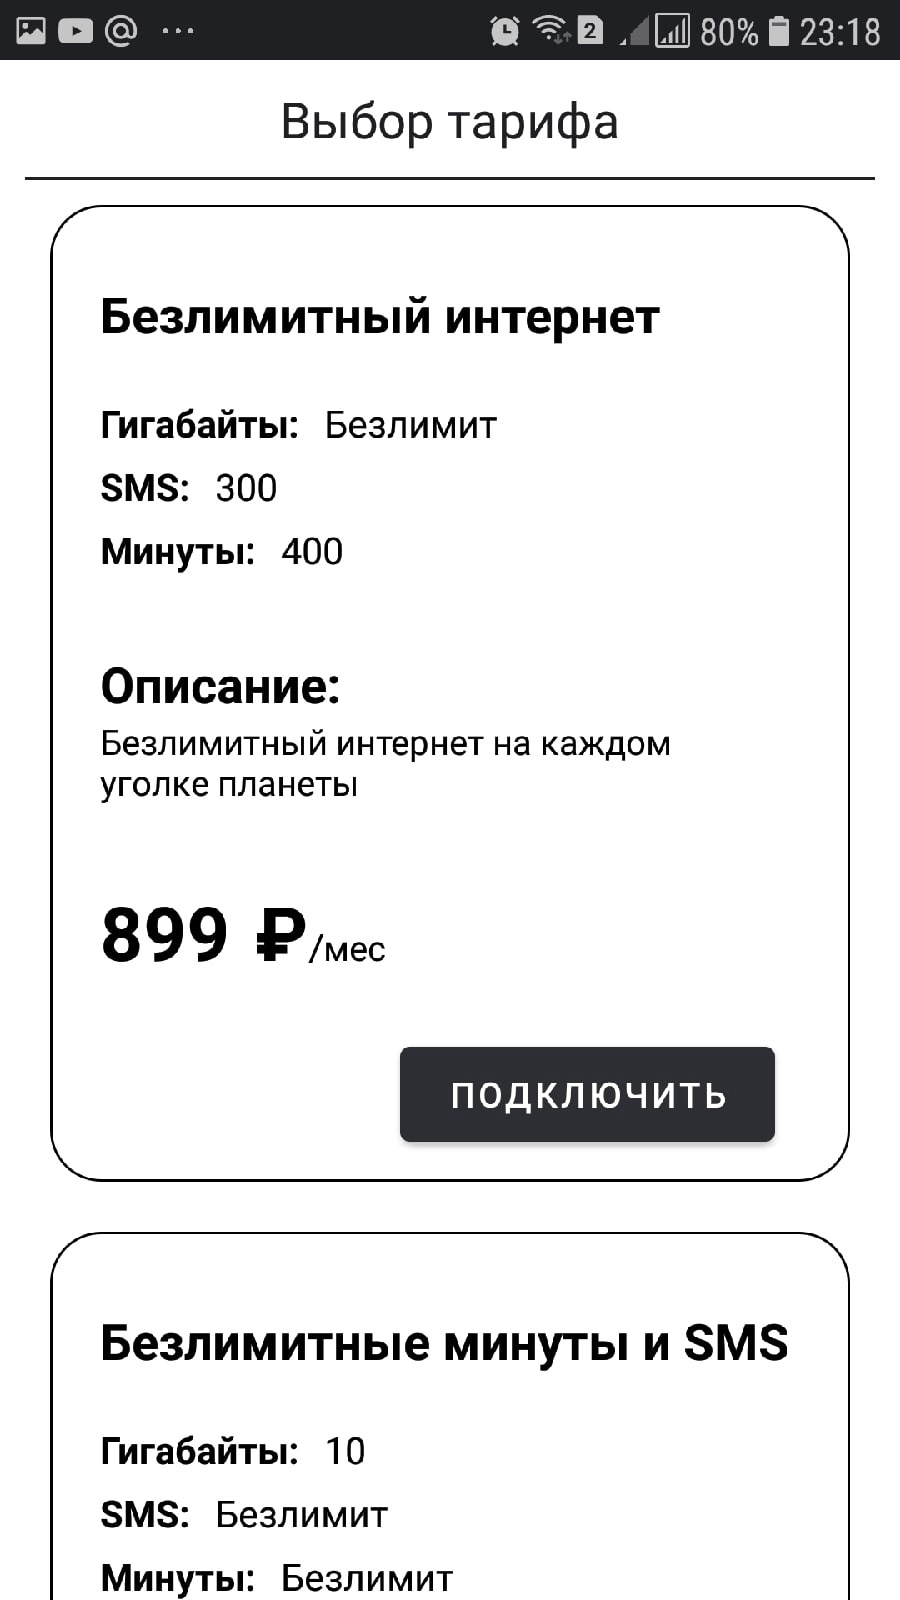 2 80% 23:18
Выбор тарифа
Безлимитный интернет
Гигабайты: Безлимит
SMS: 300
Минуты: 400
Описание:
Безлимитный интернет на каждом
уголке планеты
899 ₽/мес
ПОДКЛЮЧИТЬ
Безлимитные минуты и SMS
Гигабайты: 10
SMS: Безлимит
Минуты: Безлимит